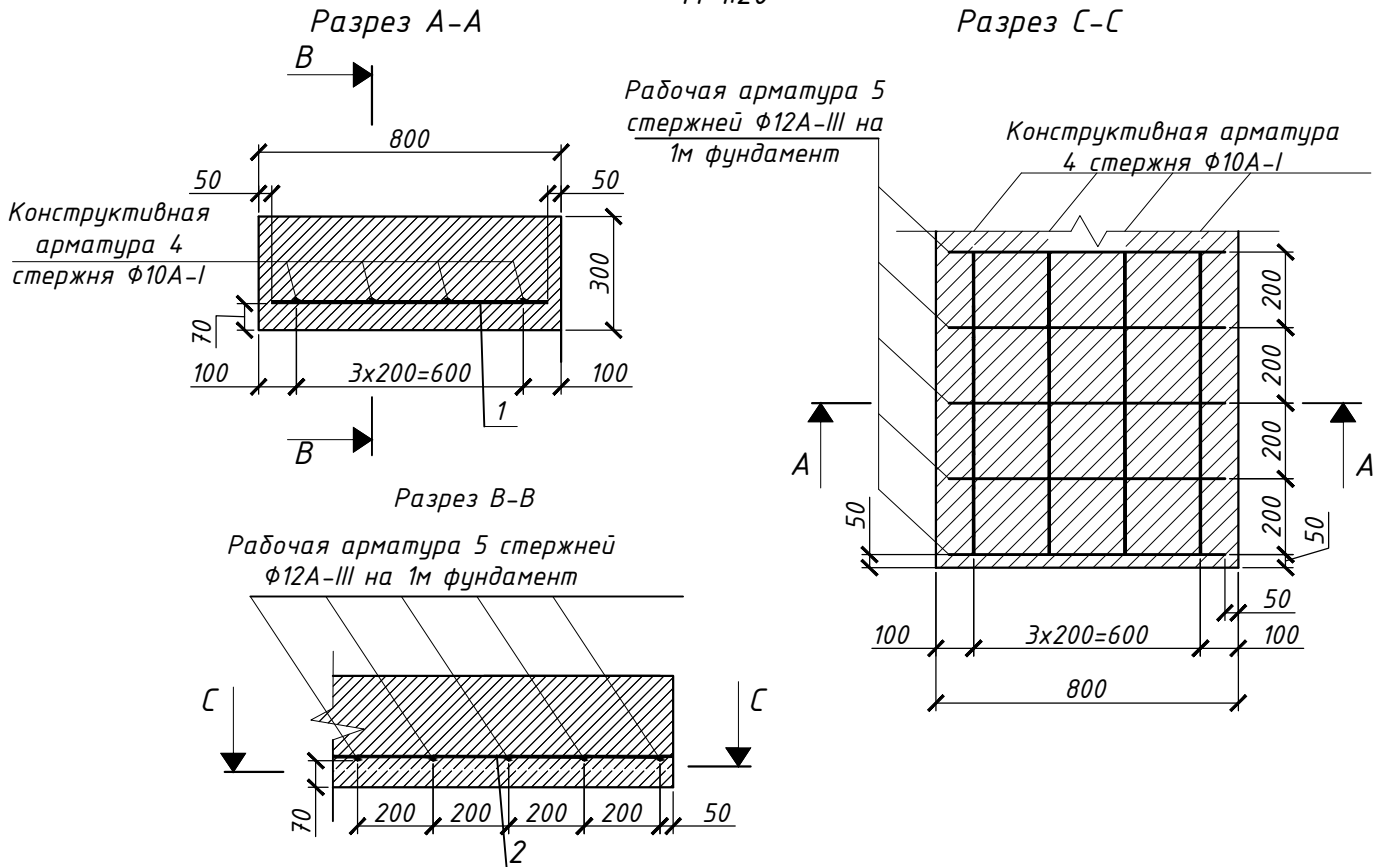 Разрез А-А
Разрез С-С
В
800
50
50
Конструктивная
арматура 4
стержня Ф10А-I
300
70
100
3х200=600
100
1
В
Рабочая арматура 5
стержней Ф12А-III на
1м фундамент
Конструктивная арматура
4 стержня Ф10А-I
200
200
200
200
А
А
50
50
50
100
3х200=600
100
800
Разрез В-В
Рабочая арматура 5 стержней
Ф12А-III на 1м фундамент
С
С
70
200
200
200
200
50
2